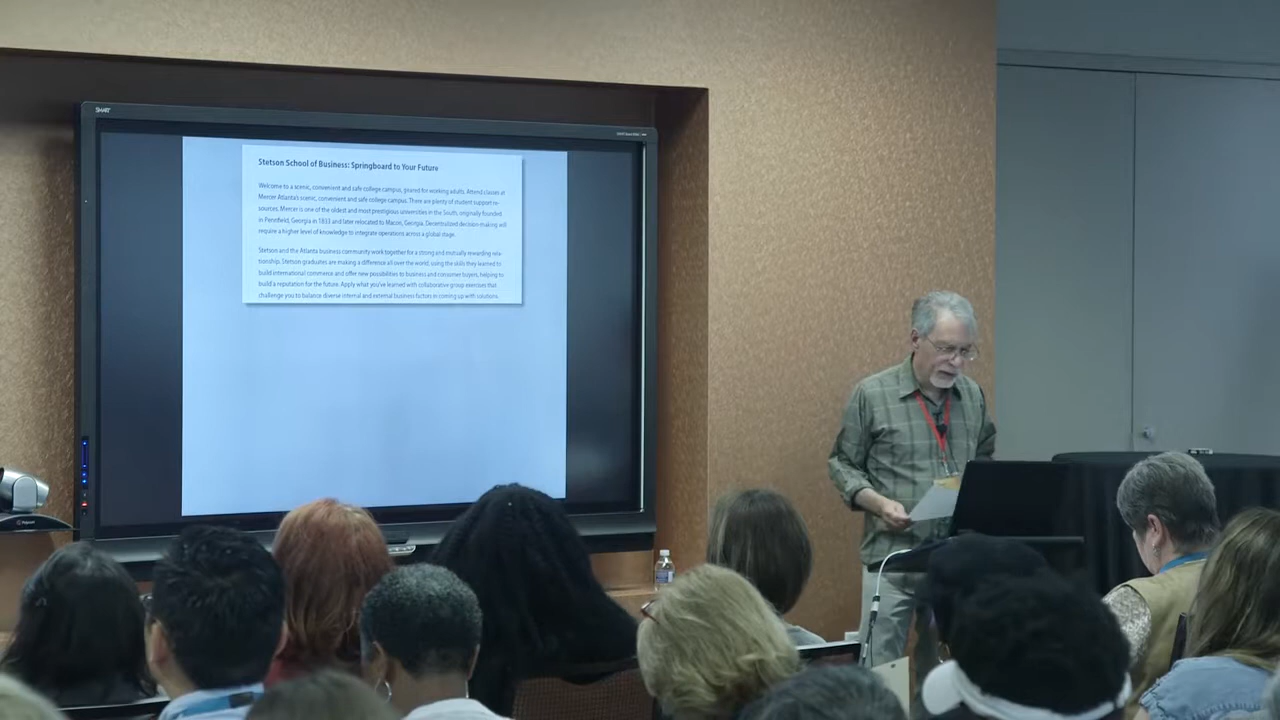 SMART
Stetson School of Business: Springboard to Your Future
Welcome to a scenic, convenient and safe college campus, geared for working adults. Attend classes at
Mercer Atlanta's scenic, convenient and safe college campus. There are plenty of student support re-
sources. Mercer is one of the oldest and most prestigious universities in the South, originally founded
in Pennfield, Georgia in 1833 and later relocated to Macon, Georgia. Decentralized decision-making will
require a higher level of knowledge to integrate operations across a global stage.
Stetson and the Atlanta business community work together for a strong and mutually rewarding rela-
tionship. Stetson graduates are making a difference all over the world, using the skills they learned to
build international commerce and offer new possibilities to business and consumer buyers, helping to
build a reputation for the future. Apply what you've learned with collaborative group exercises that
challenge you to balance diverse internal and external business factors in coming up with solutions.